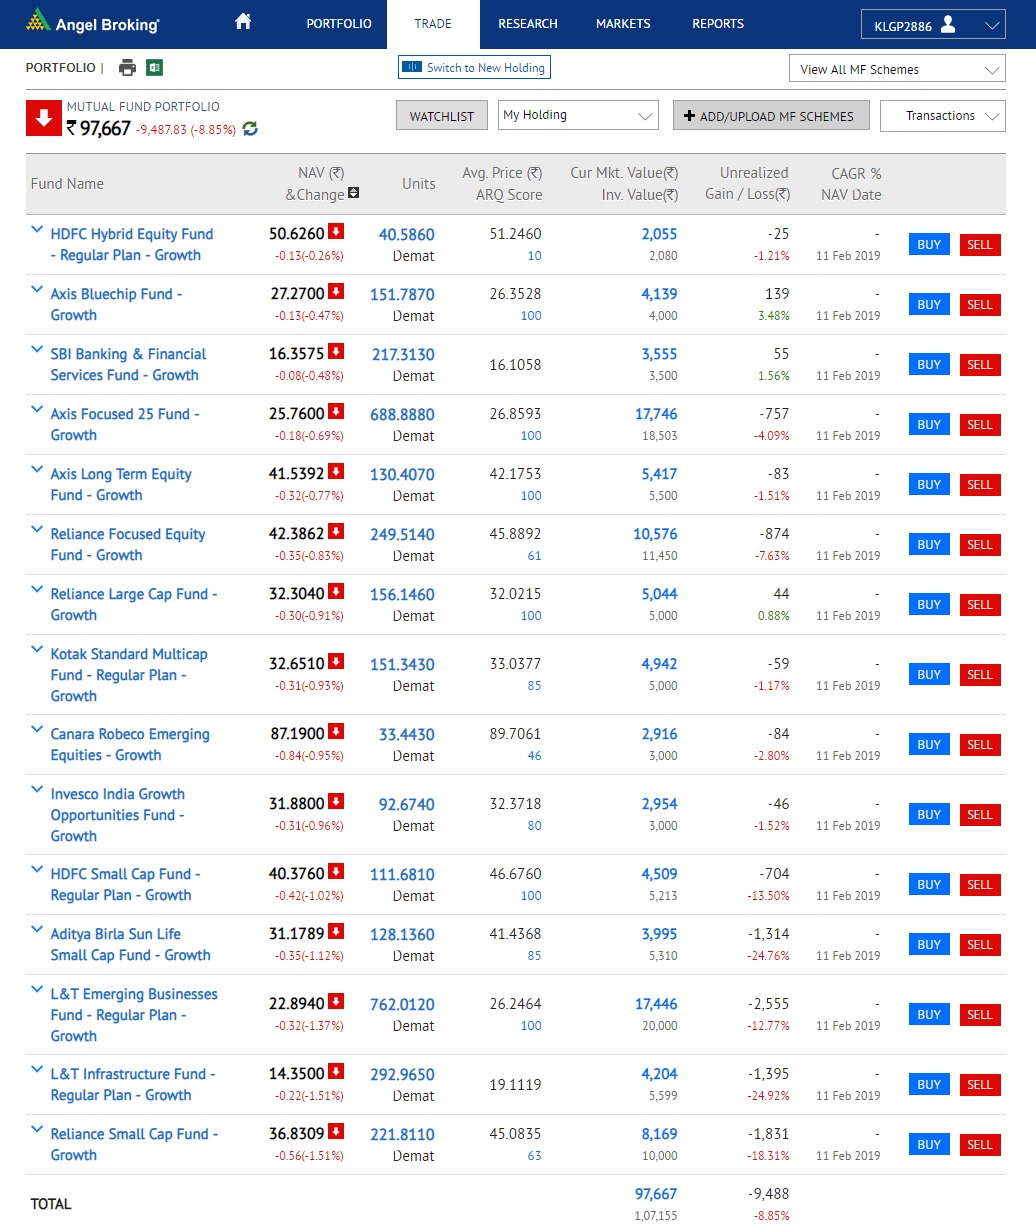 Angel Broking
PORTFOLIO TRADE RESEARCH MARKETS REPORTS KLGP2886
PORTFOLIO | Switch to New Holding View All MF Schemes
MUTUAL FUND PORTFOLIO
₹ 97,667 -9,487.83 (-8.85%)
WATCHLIST My Holding + ADD/UPLOAD MF SCHEMES Transactions
Fund Name NAV (₹) &Change Units Avg. Price (₹) ARQ Score Cur Mkt. Value(₹) Inv. Value(₹) Unrealized Gain / Loss(₹) CAGR % NAV Date
HDFC Hybrid Equity Fund 50.6260 40.5860 51.2460 2,055 -25 - BUY SELL
- Regular Plan - Growth -0.13(-0.26%) Demat 10 2,080 -1.21% 11 Feb 2019
Axis Bluechip Fund - 27.2700 151.7870 26.3528 4,139 139 - BUY SELL
Growth -0.13(-0.47%) Demat 100 4,000 3.48% 11 Feb 2019
SBI Banking & Financial 16.3575 217.3130 16.1058 3,555 55 - BUY SELL
Services Fund - Growth -0.08(-0.48%) Demat 3,500 1.56% 11 Feb 2019
Axis Focused 25 Fund - 25.7600 688.8880 26.8593 17,746 -757 - BUY SELL
Growth -0.18(-0.69%) Demat 100 18,503 -4.09% 11 Feb 2019
Axis Long Term Equity 41.5392 130.4070 42.1753 5,417 -83 - BUY SELL
Fund - Growth -0.32(-0.77%) Demat 100 5,500 -1.51% 11 Feb 2019
Reliance Focused Equity 42.3862 249.5140 45.8892 10,576 -874 - BUY SELL
Fund - Growth -0.35(-0.83%) Demat 61 11,450 -7.63% 11 Feb 2019
Reliance Large Cap Fund - 32.3040 156.1460 32.0215 5,044 44 - BUY SELL
Growth -0.30(-0.91%) Demat 100 5,000 0.88% 11 Feb 2019
Kotak Standard Multicap
Fund - Regular Plan - 32.6510 151.3430 33.0377 4,942 -59 - BUY SELL
Growth -0.31(-0.93%) Demat 85 5,000 -1.17% 11 Feb 2019
Canara Robeco Emerging 87.1900 33.4430 89.7061 2,916 -84 - BUY SELL
Equities - Growth -0.84(-0.95%) Demat 46 3,000 -2.80% 11 Feb 2019
Invesco India Growth
Opportunities Fund - 31.8800 92.6740 32.3718 2,954 -46 - BUY SELL
Growth -0.31(-0.96%) Demat 80 3,000 -1.52% 11 Feb 2019
HDFC Small Cap Fund - 40.3760 111.6810 46.6760 4,509 -704 - BUY SELL
Regular Plan - Growth -0.42(-1.02%) Demat 100 5,213 -13.50% 11 Feb 2019
Aditya Birla Sun Life 31.1789 128.1360 41.4368 3,995 -1,314 - BUY SELL
Small Cap Fund - Growth -0.35(-1.12%) Demat 85 5,310 -24.76% 11 Feb 2019
L&T Emerging Businesses
Fund - Regular Plan - 22.8940 762.0120 26.2464 17,446 -2,555 - BUY SELL
Growth -0.32(-1.37%) Demat 100 20,000 -12.77% 11 Feb 2019
L&T Infrastructure Fund - 14.3500 292.9650 19.1119 4,204 -1,395 - BUY SELL
Regular Plan - Growth -0.22(-1.51%) Demat 5,599 -24.92% 11 Feb 2019
Reliance Small Cap Fund - 36.8309 221.8110 45.0835 8,169 -1,831 - BUY SELL
Growth -0.56(-1.51%) Demat 63 10,000 -18.31% 11 Feb 2019
TOTAL 97,667 -9,488
1,07,155 -8.85%